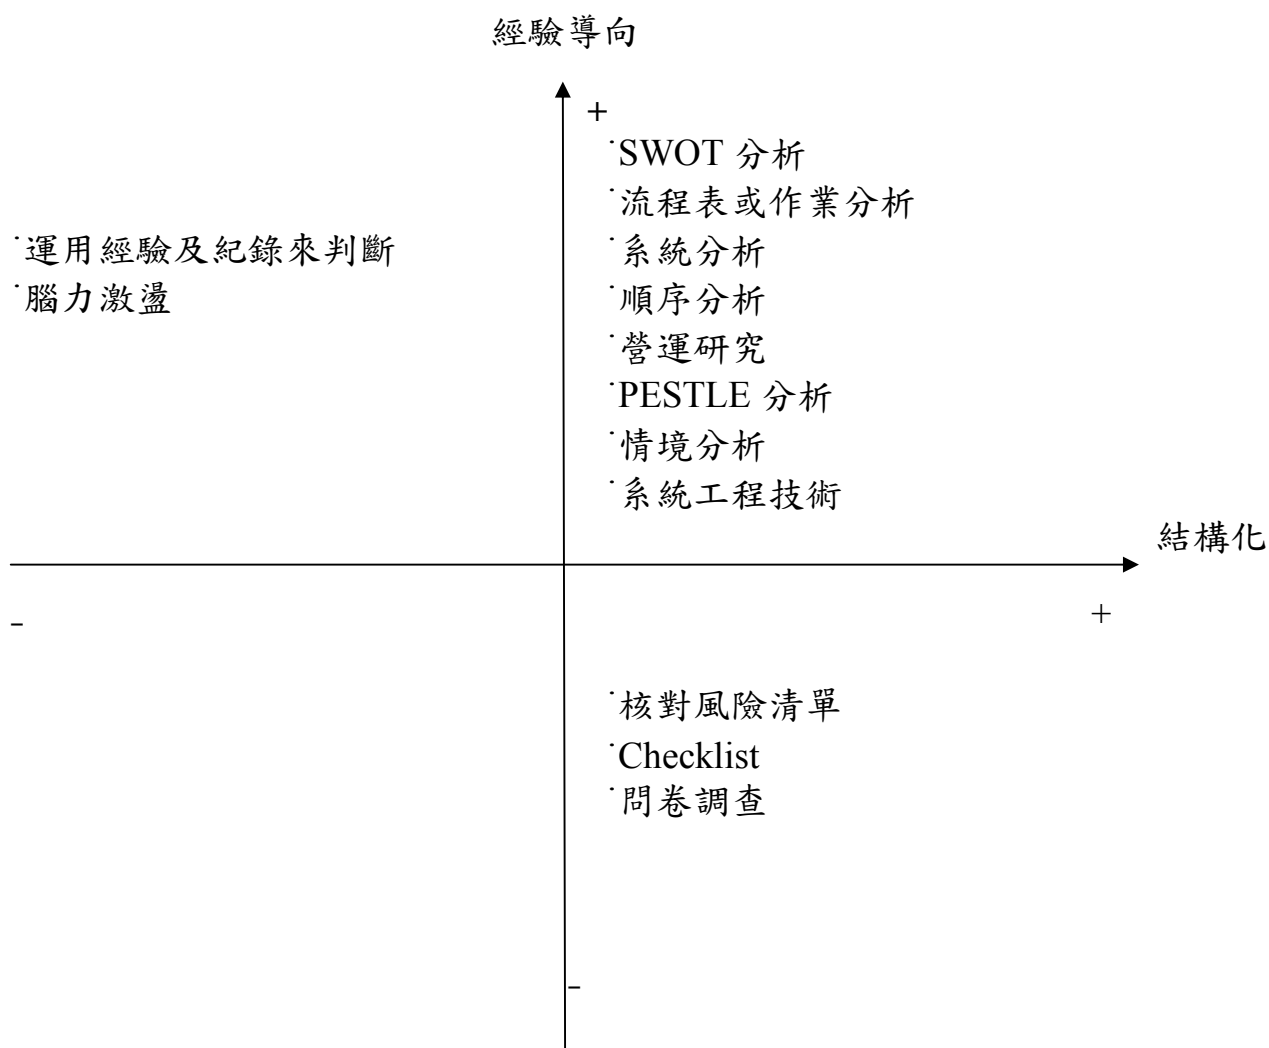 經驗導向
+
˙SWOT 分析
˙流程表或作業分析
˙運用經驗及紀錄來判斷
˙系統分析
˙腦力激盪
˙順序分析
˙營運研究
˙PESTLE 分析
˙情境分析
˙系統工程技術
結構化
-
+
˙核對風險清單
˙Checklist
˙問卷調查
-